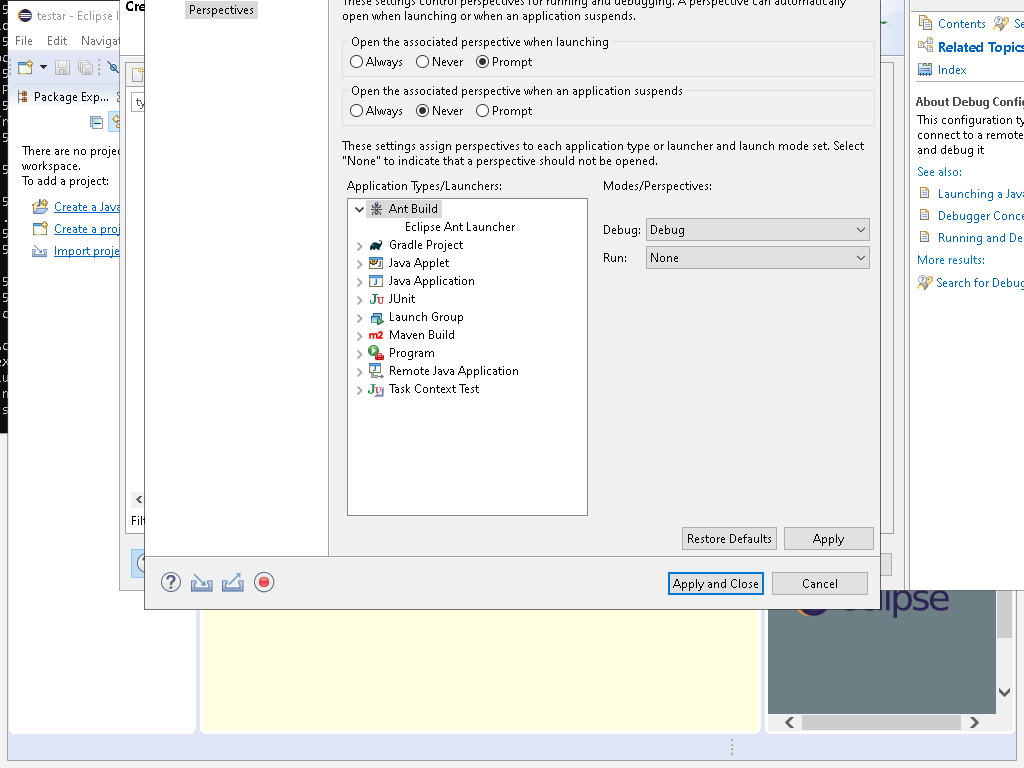 testar - Eclipse I
File Edit Navigat
Package Exp...
There are no projec
workspace.
To add a project:
Create a Java
Create a proj
Import proje
Cre
ty
Filt
Perspectives
These settings control perspectives for running and debugging. A perspective can automatically
open when launching or when an application suspends.
Open the associated perspective when launching
Always Never Prompt
Open the associated perspective when an application suspends
Always Never Prompt
These settings assign perspectives to each application type or launcher and launch mode set. Select
"None" to indicate that a perspective should not be opened.
Application Types/Launchers:
Modes/Perspectives:
Ant Build
Eclipse Ant Launcher
Gradle Project
Java Applet
Java Application
JUnit
Launch Group
Maven Build
Program
Remote Java Application
Task Context Test
Debug: Debug
Run: None
Restore Defaults Apply
Apply and Close Cancel
Contents Se
Related Topics
Index
About Debug Config
This configuration ty
connect to a remote
and debug it
See also:
Launching a Java
Debugger Conce
Running and De
More results:
Search for Debug
eclipse